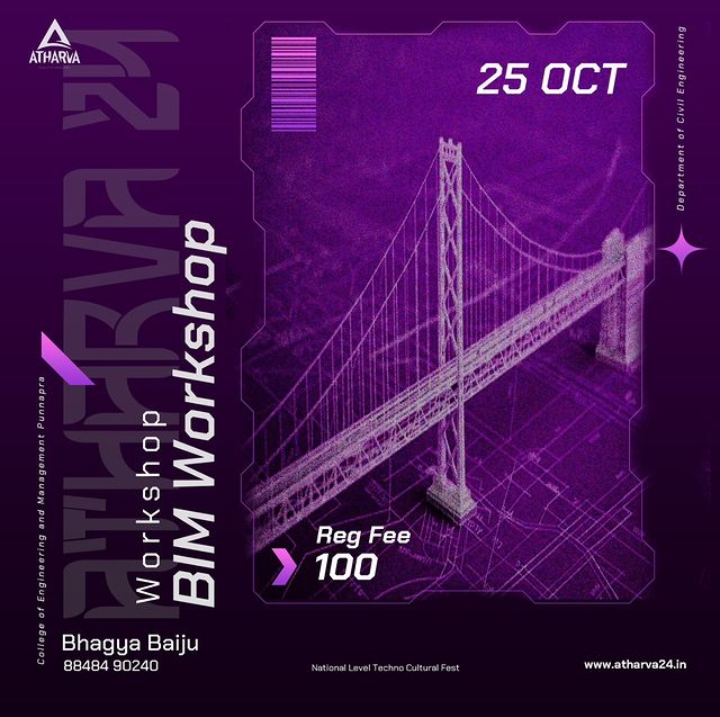 ATHARVA
ATHARVA 24
25 OCT
Department of Civil Engineering
College of Engineering and Management Punnapra
Workshop
BIM Workshop
Reg Fee
100
Bhagya Baiju
88484 90240
National Level Techno Cultural Fest
www.atharva24.in